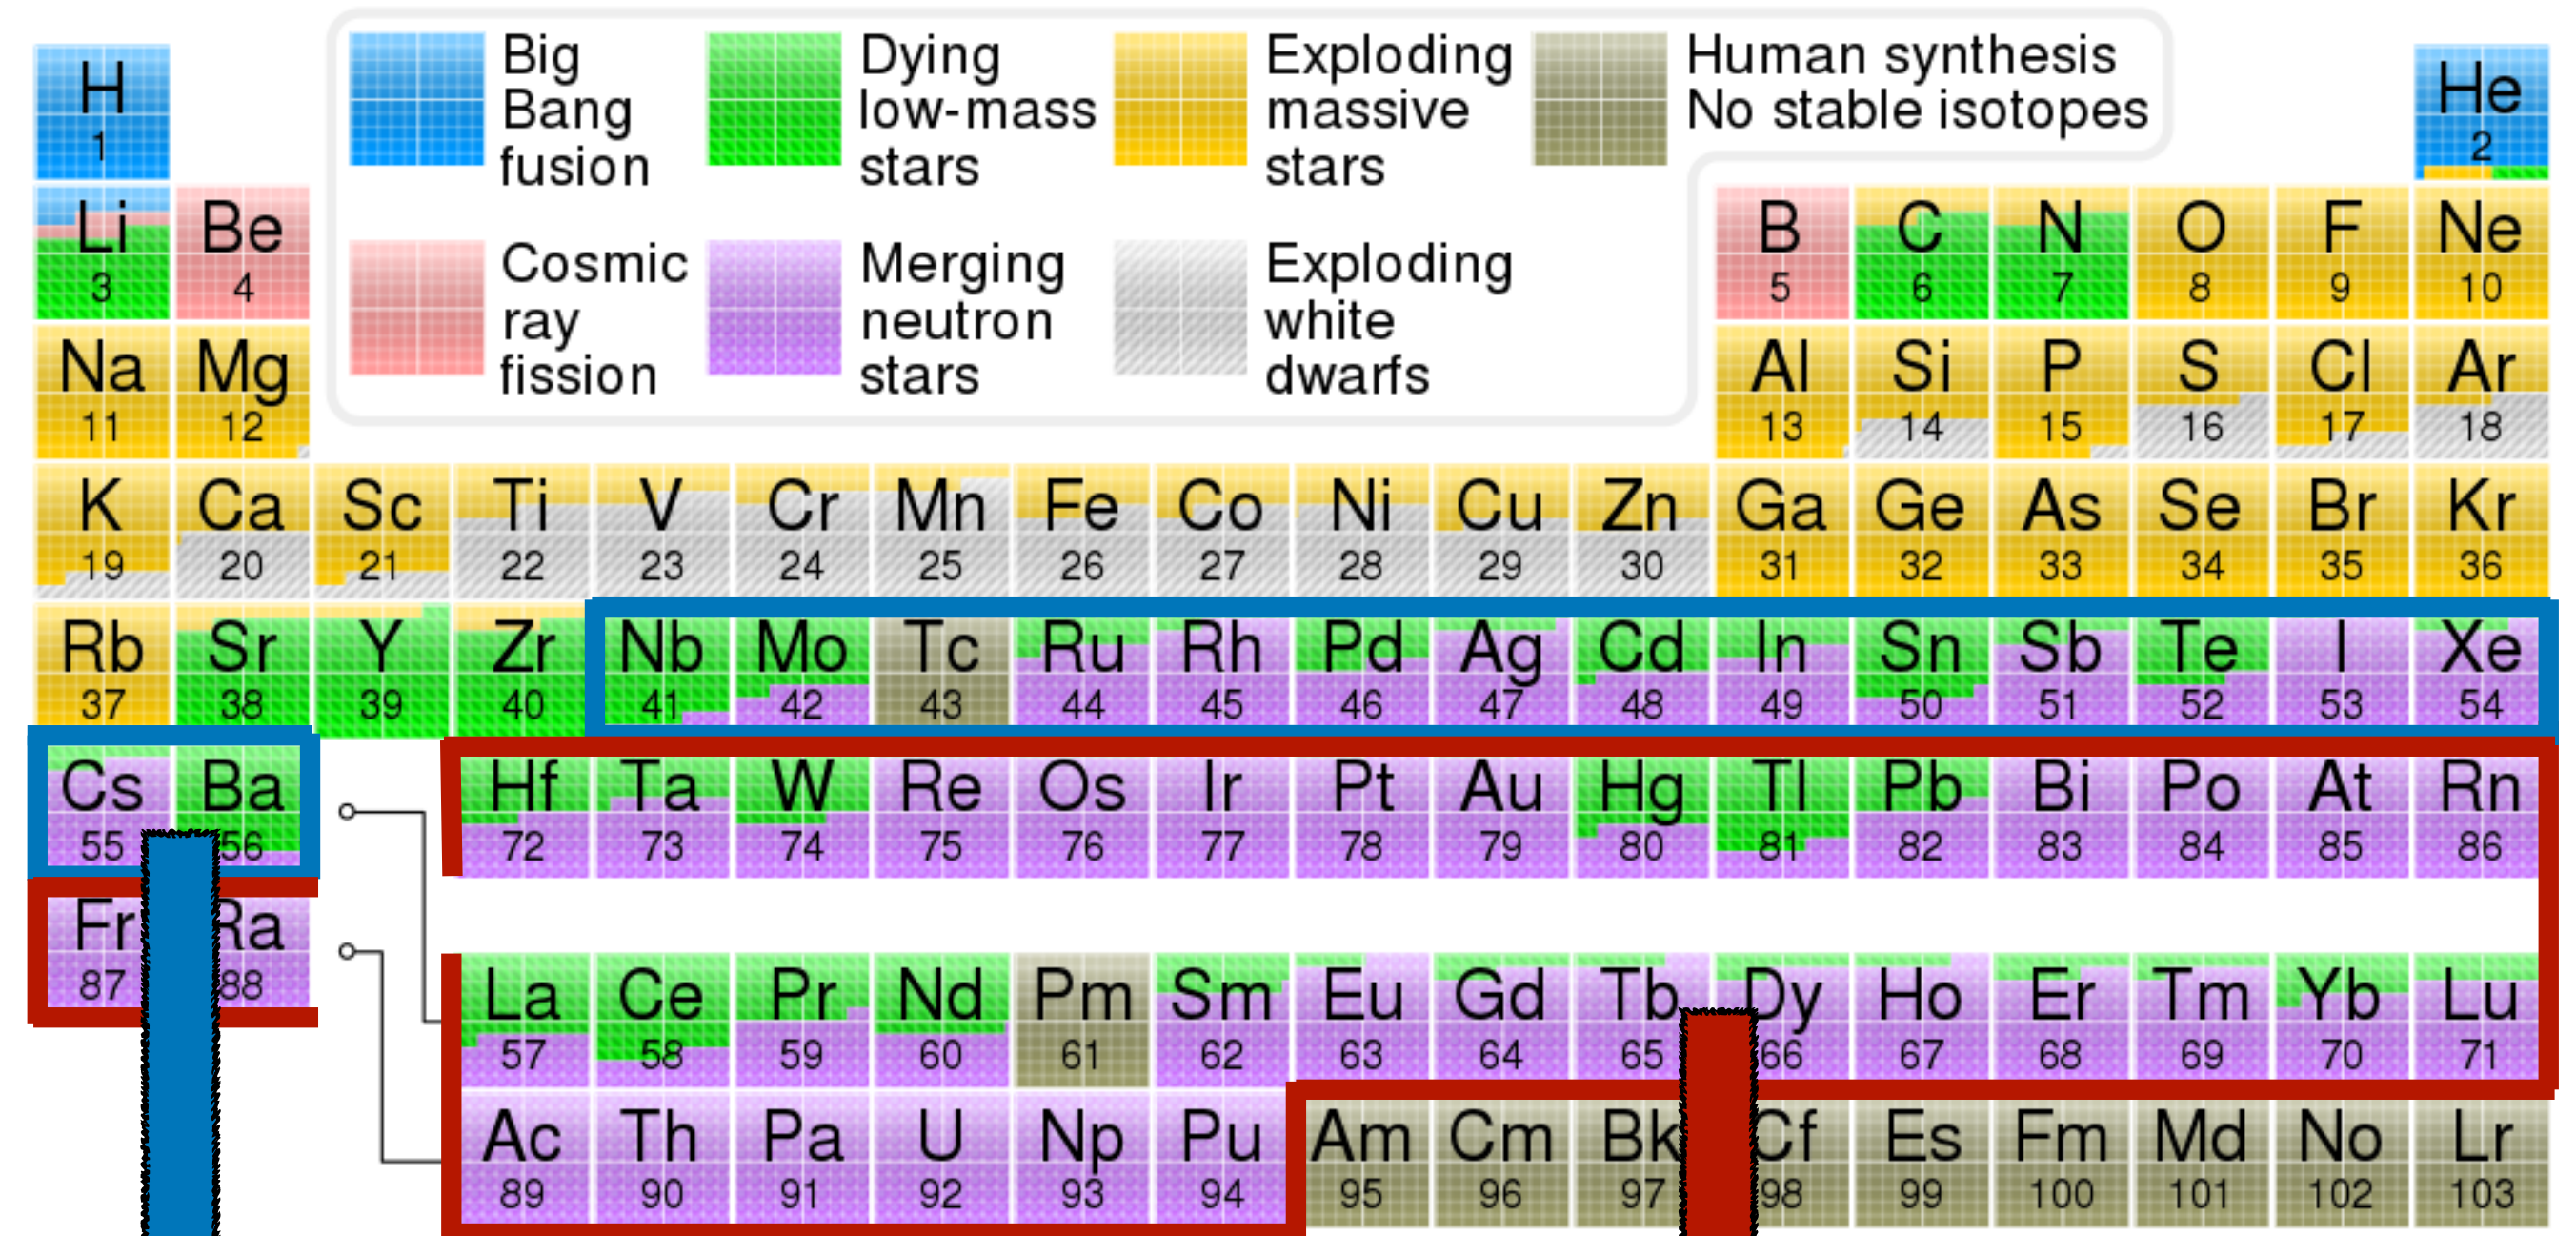 H
1
Big
Bang
fusion
Dying
low-mass
stars
Exploding
massive
stars
Human synthesis
No stable isotopes
He
2
Cosmic
ray
fission
Merging
neutron
stars
Exploding
white
dwarfs
Li Be B C N O F Ne
3 4 5 6 7 8 9 10
Na Mg Al Si P S Cl Ar
11 12 13 14 15 16 17 18
K Ca Sc Ti V Cr Mn Fe Co Ni Cu Zn Ga Ge As Se Br Kr
19 20 21 22 23 24 25 26 27 28 29 30 31 32 33 34 35 36
Rb Sr Y Zr Nb Mo Tc Ru Rh Pd Ag Cd In Sn Sb Te I Xe
37 38 39 40 41 42 43 44 45 46 47 48 49 50 51 52 53 54
Cs Ba Hf Ta W Re Os Ir Pt Au Hg Tl Pb Bi Po At Rn
55 56 72 73 74 75 76 77 78 79 80 81 82 83 84 85 86
Fr Ra
87 88
La Ce Pr Nd Pm Sm Eu Gd Tb Dy Ho Er Tm Yb Lu
57 58 59 60 61 62 63 64 65 66 67 68 69 70 71
Ac Th Pa U Np Pu Am Cm Bk Cf Es Fm Md No Lr
89 90 91 92 93 94 95 96 97 98 99 100 101 102 103